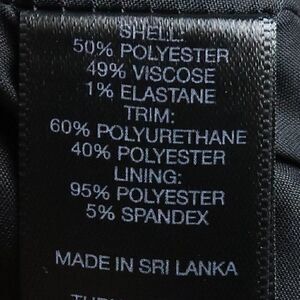 SHELL:
50% POLYESTER
49% VISCOSE
1% ELASTANE
TRIM:
60% POLYURETHANE
40% POLYESTER
LINING:
95% POLYESTER
5% SPANDEX
MADE IN SRI LANKA